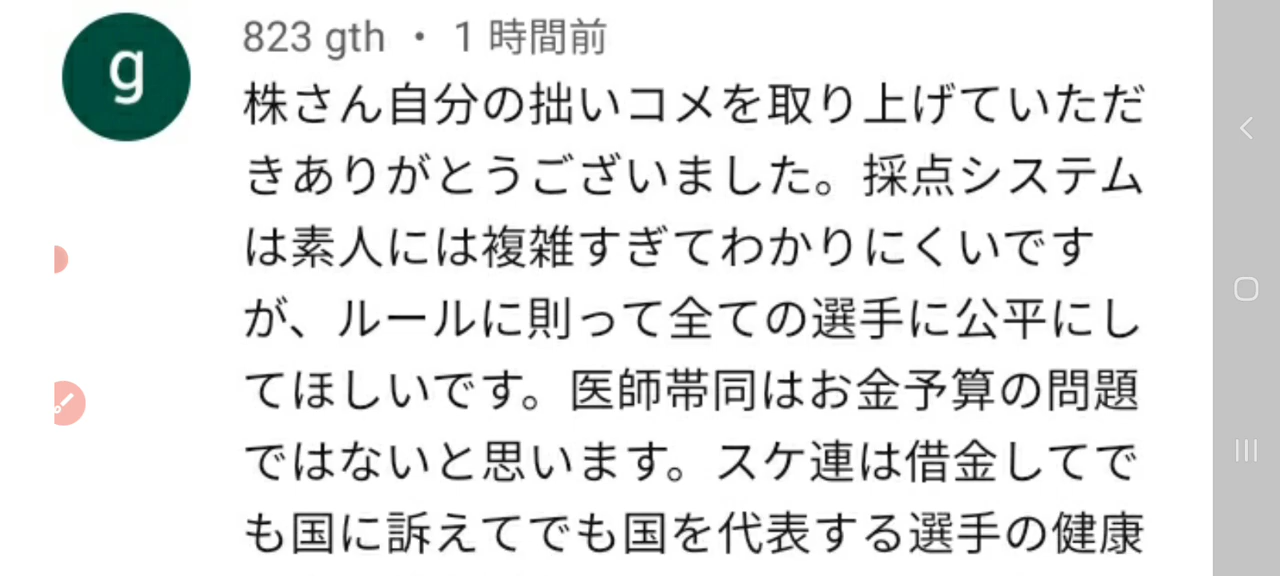 g
823 gth ・ 1 時間前
株さん自分の拙いコメを取り上げていただ
きありがとうございました。採点システム
は素人には複雑すぎてわかりにくいです
が、ルールに則って全ての選手に公平にし
てほしいです。医師帯同はお金予算の問題
ではないと思います。スケ連は借金してで
も国に訴えてでも国を代表する選手の健康